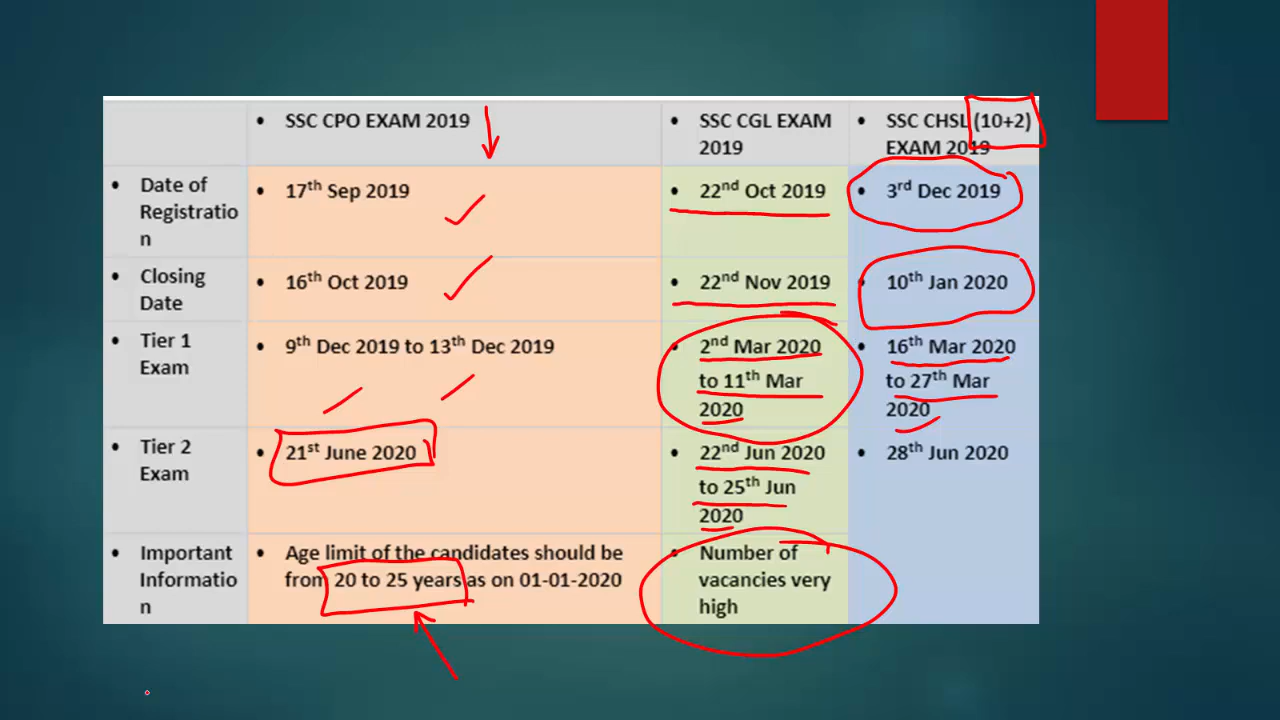 SSC CPO EXAM 2019
SSC CGL EXAM
2019
SSC CHSL (10+2)
EXAM 2019
Date of
Registratio
n
17th Sep 2019
22nd Oct 2019
3rd Dec 2019
Closing
Date
16th Oct 2019
22nd Nov 2019
10th Jan 2020
Tier 1
Exam
9th Dec 2019 to 13th Dec 2019
2nd Mar 2020
to 11th Mar
2020
16th Mar 2020
to 27th Mar
2020
Tier 2
Exam
21st June 2020
22nd Jun 2020
to 25th Jun
2020
28th Jun 2020
Important
Informatio
n
Age limit of the candidates should be
from 20 to 25 years as on 01-01-2020
Number of
vacancies very
high